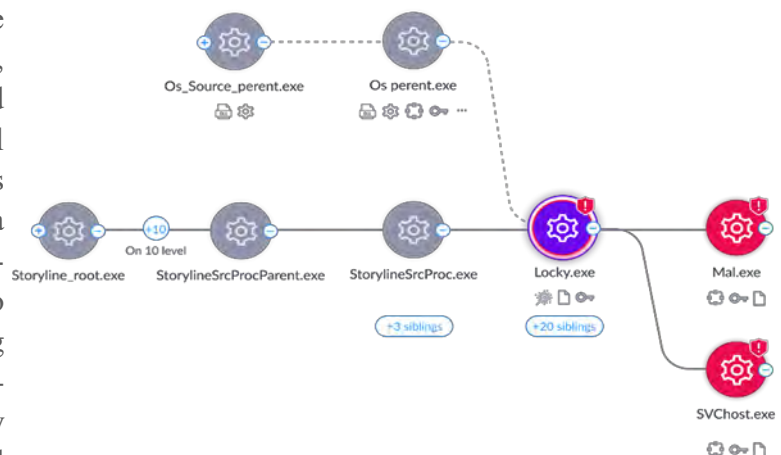 Os_Source_perent.exe
Os perent.exe
+10
On 10 level
Storyline_root.exe
StorylineSrcProcParent.exe
StorylineSrcProc.exe
Locky.exe
Mal.exe
+3 siblings
+20 siblings
SVChost.exe